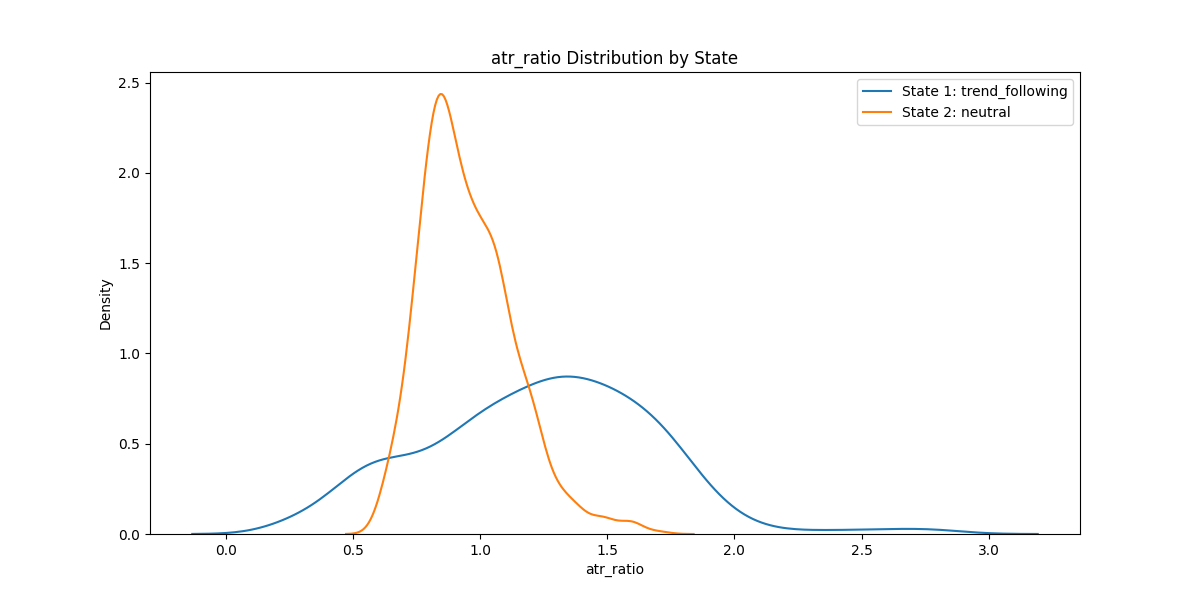 atr_ratio Distribution by State
State 1: trend_following
State 2: neutral
Density
2.5
2.0
1.5
1.0
0.5
0.0
0.0 0.5 1.0 1.5 2.0 2.5 3.0
atr_ratio